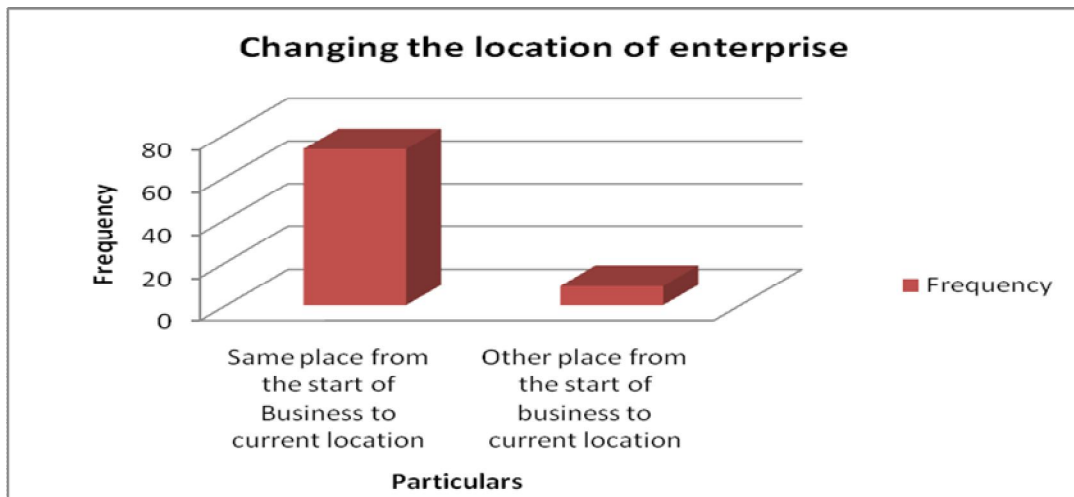 Changing the location of enterprise
Frequency
80
60
40
20
0
Same place from
the start of
Business to
current location
Other place from
the start of
business to
current location
Particulars
Frequency